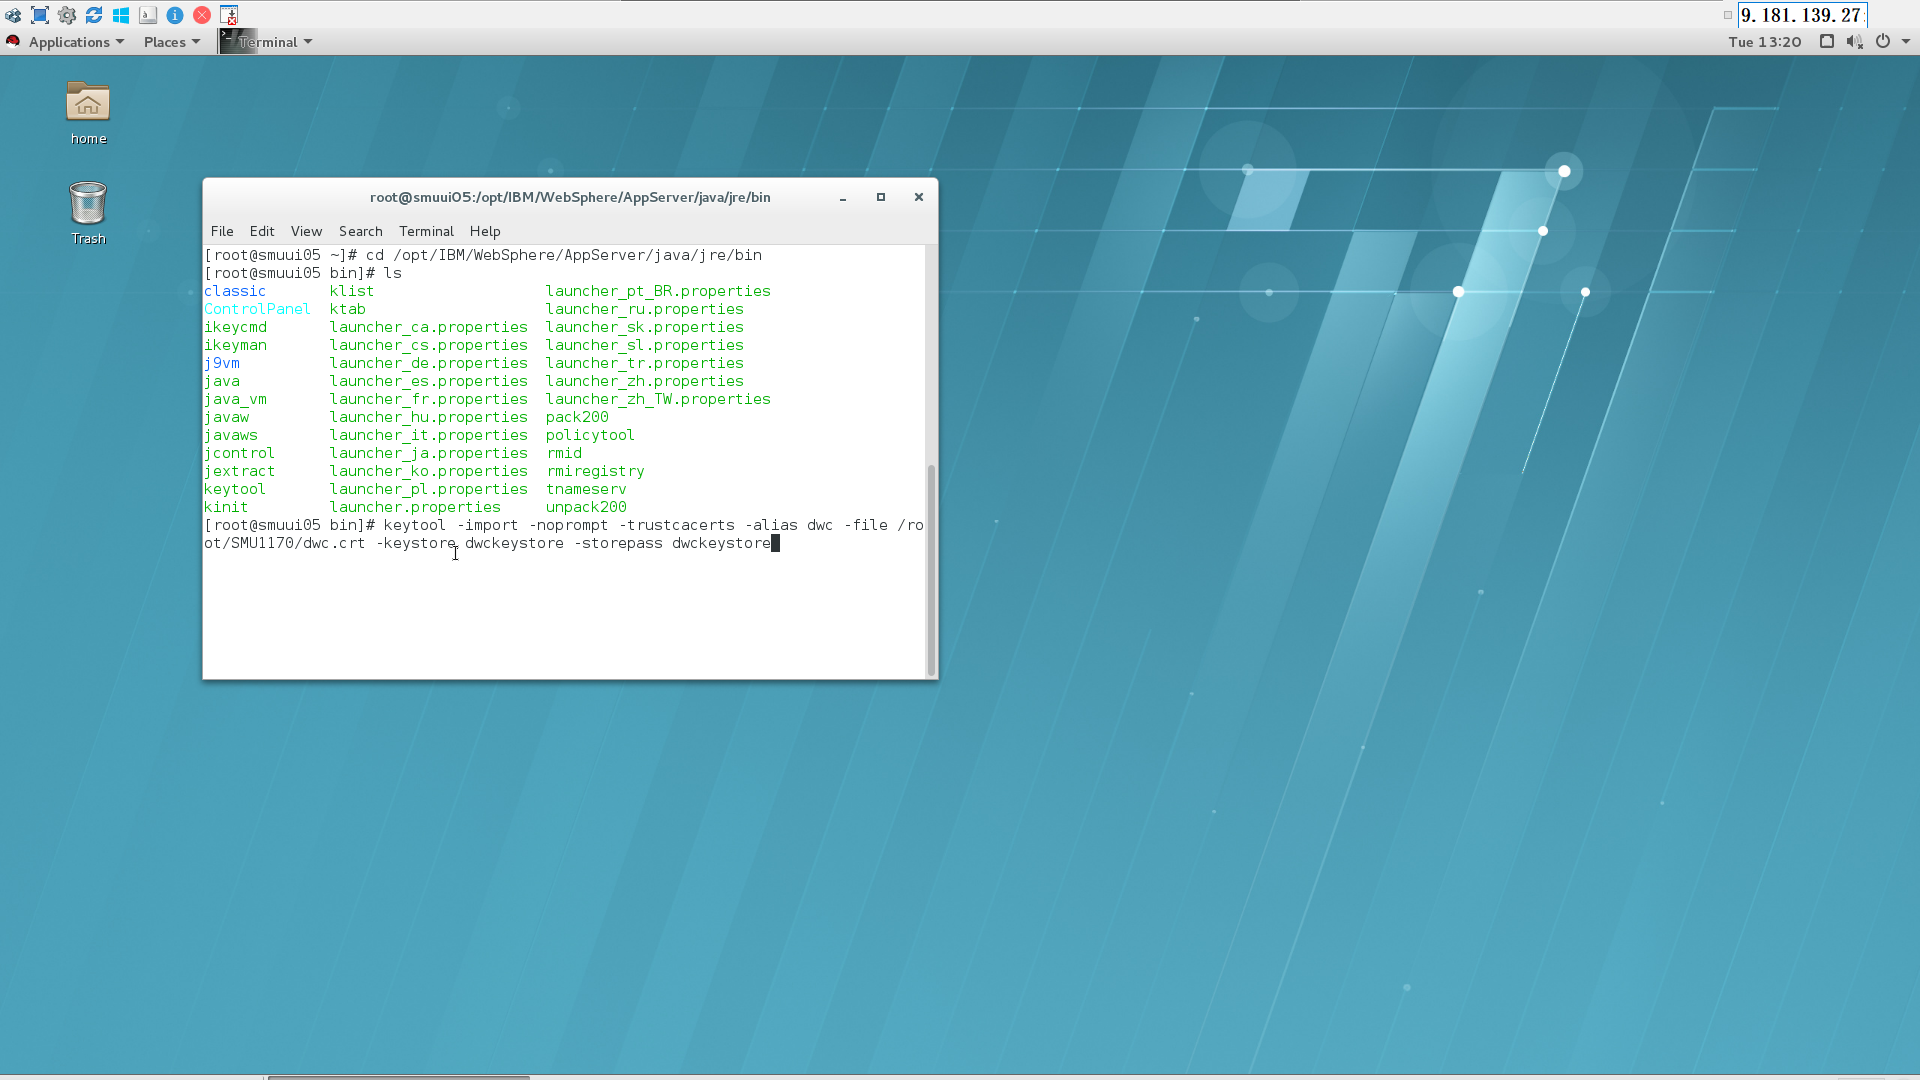 9.181.139.27
Applications Places Terminal Tue 13:20
home
Trash
root@smuui05:/opt/IBM/WebSphere/AppServer/java/jre/bin
File Edit View Search Terminal Help
[root@smuui05 ~]# cd /opt/IBM/WebSphere/AppServer/java/jre/bin
[root@smuui05 bin]# ls
classic klist launcher_pt_BR.properties
ControlPanel ktab launcher_ru.properties
ikeycmd launcher_ca.properties launcher_sk.properties
ikeyman launcher_cs.properties launcher_sl.properties
j9vm launcher_de.properties launcher_tr.properties
java launcher_es.properties launcher_zh.properties
java_vm launcher_fr.properties launcher_zh_TW.properties
javaw launcher_hu.properties pack200
javaws launcher_it.properties policytool
jcontrol launcher_ja.properties rmid
jextract launcher_ko.properties rmiregistry
keytool launcher_pl.properties tnameserv
kinit launcher.properties unpack200
[root@smuui05 bin]# keytool -import -noprompt -trustcacerts -alias dwc -file /ro
ot/SMU1170/dwc.crt -keystore dwckeystore -storepass dwckeystore